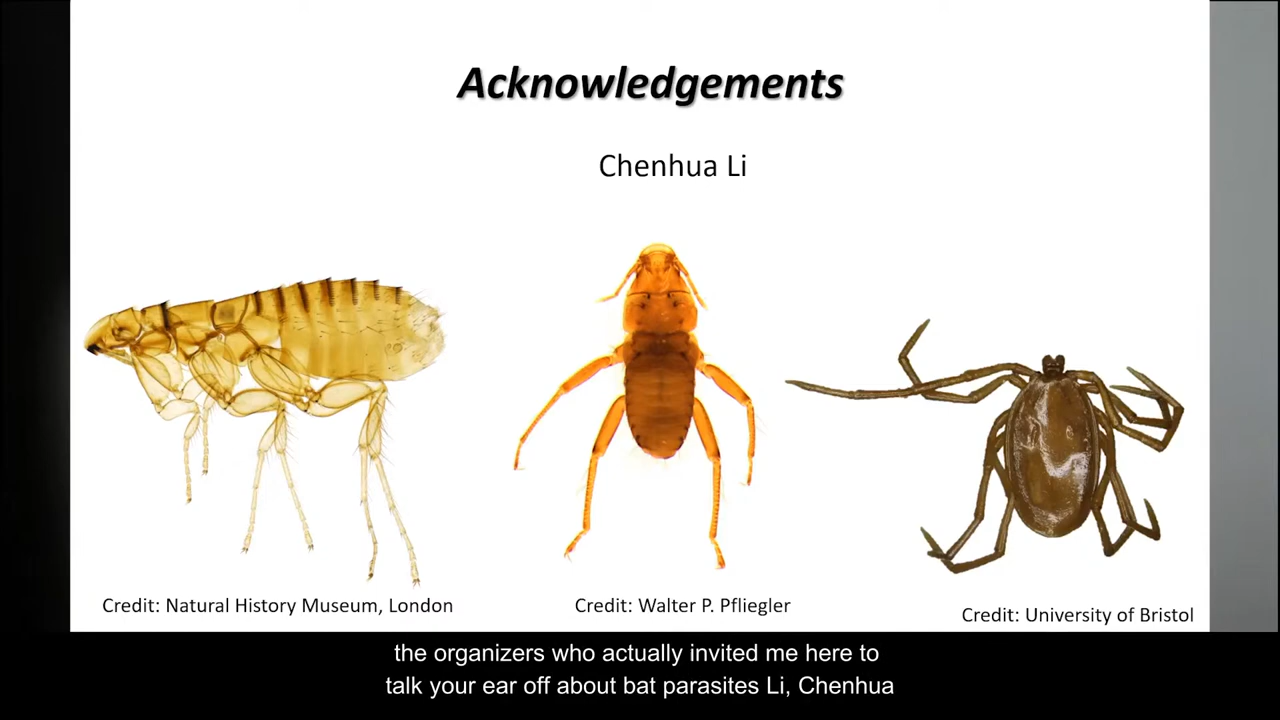 Acknowledgements
Chenhua Li
Credit: Natural History Museum, London
Credit: Walter P. Pfliegler
Credit: University of Bristol
the organizers who actually invited me here to
talk your ear off about bat parasites Li, Chenhua